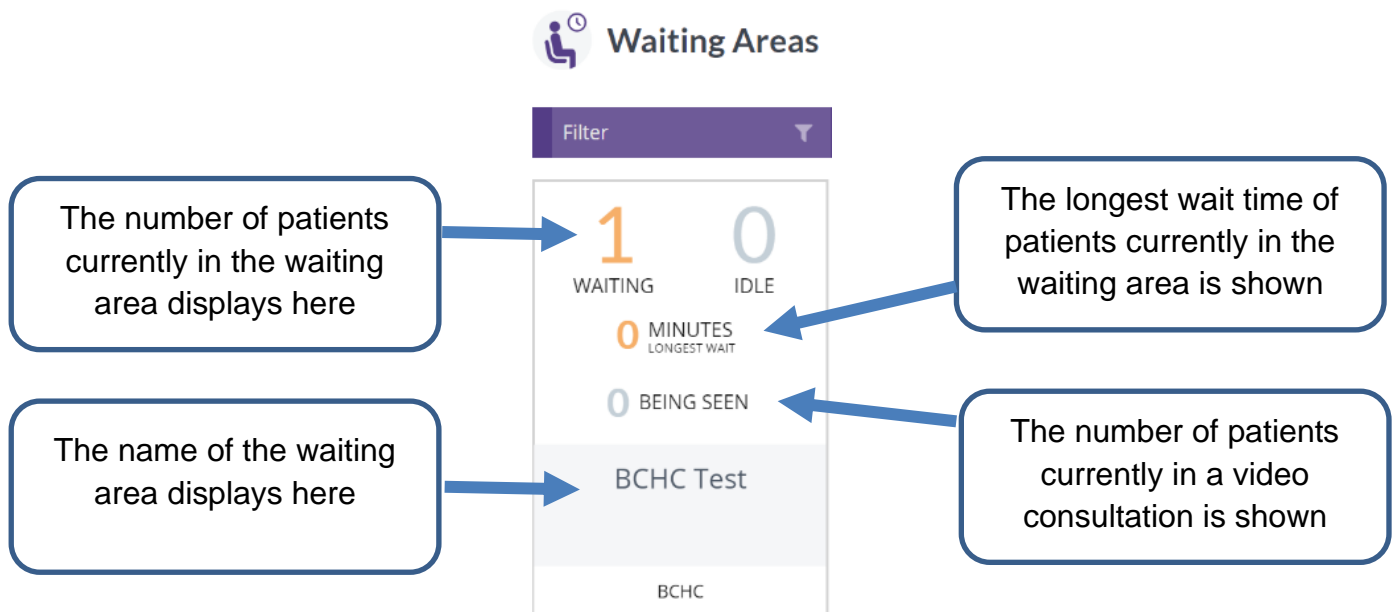 Waiting Areas
Filter
The number of patients
currently in the waiting
area displays here
1
0
WAITING
IDLE
The longest wait time of
patients currently in the
waiting area is shown
0 MINUTES
LONGEST WAIT
0 BEING SEEN
The name of the waiting
area displays here
BCHC Test
The number of patients
currently in a video
consultation is shown
BCHC